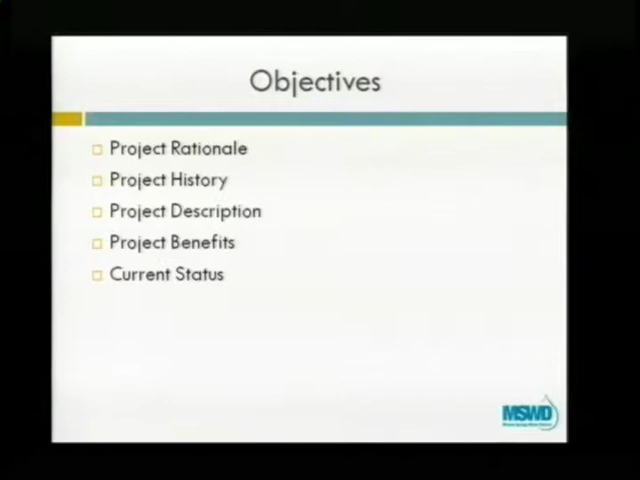 Objectives
Project Rationale
Project History
Project Description
Project Benefits
Current Status
MSWD